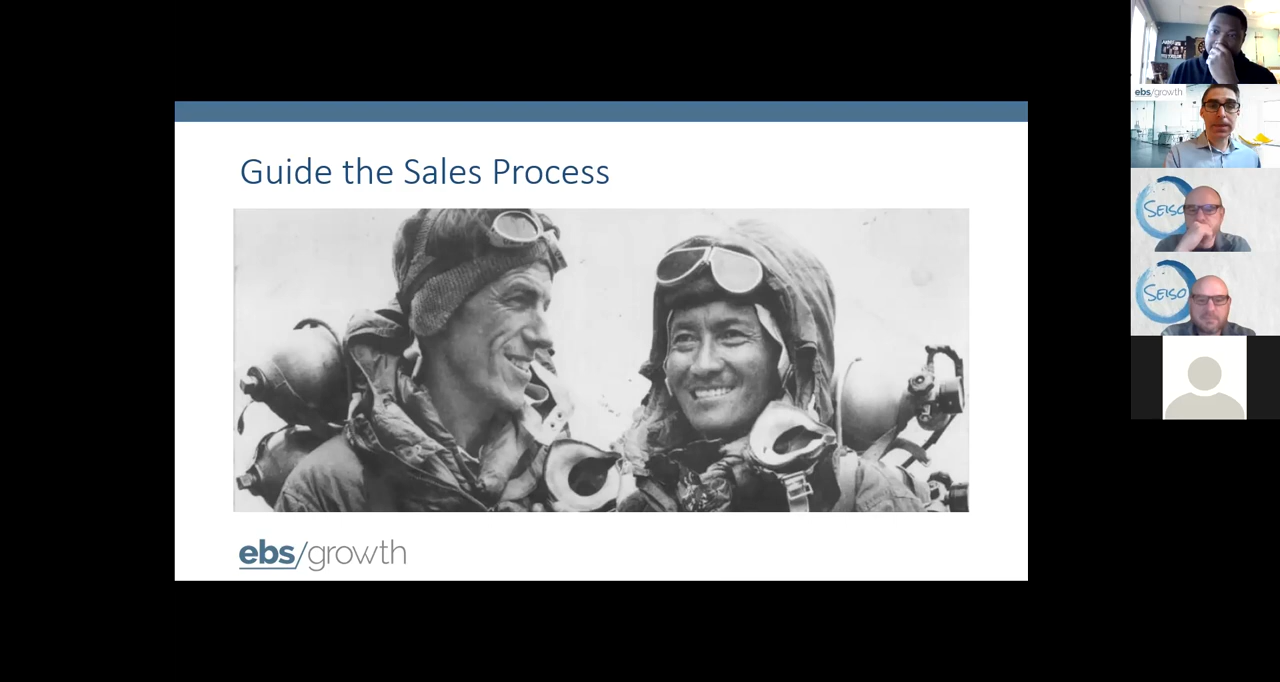 Guide the Sales Process
ebs/growth
ebs/growth
SEISO
SEISO